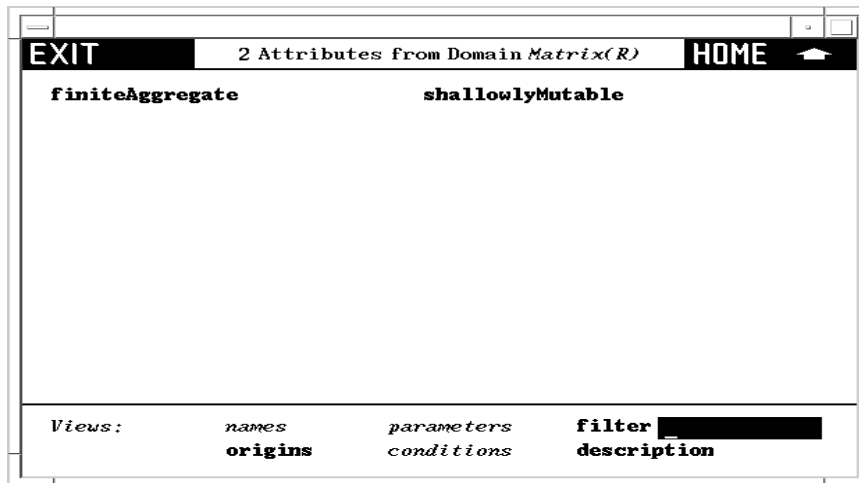 EXIT 2 Attributes from Domain Matrix(R) HOME
finiteAggregate shallowlyMutable
Views: names parameters filter
origins conditions description